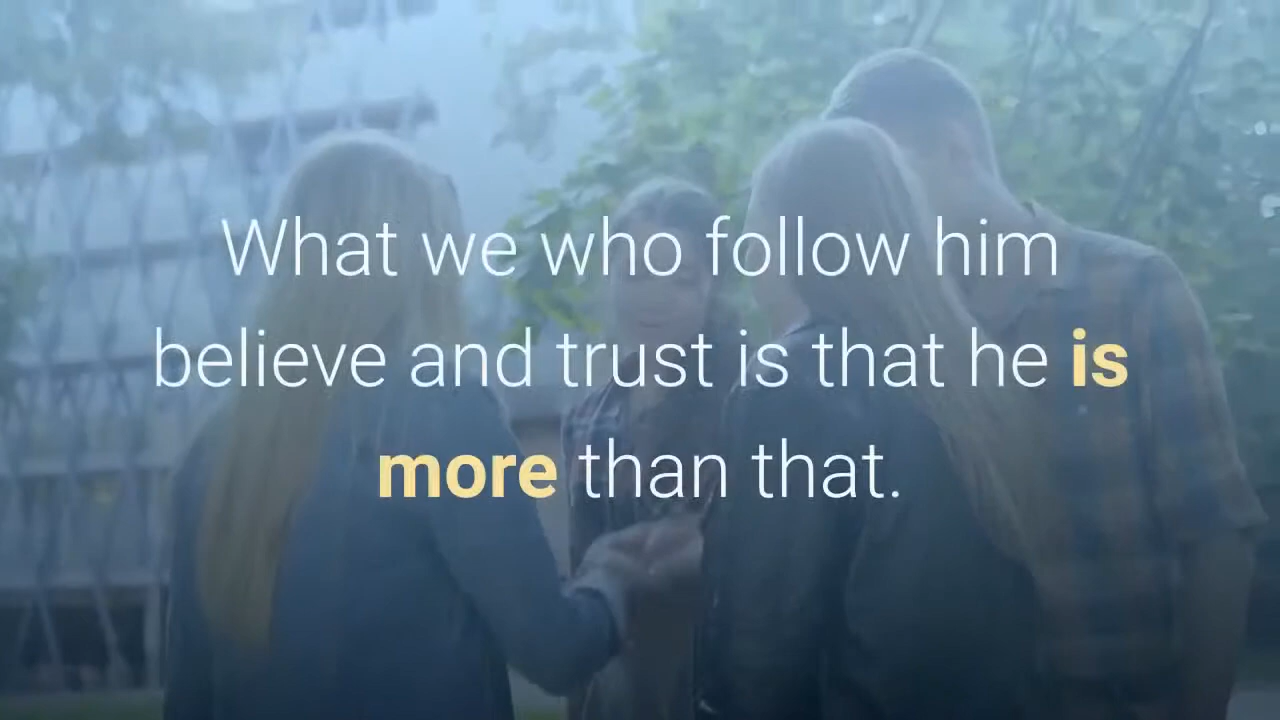 What we who follow him
believe and trust is that he is
more than that.